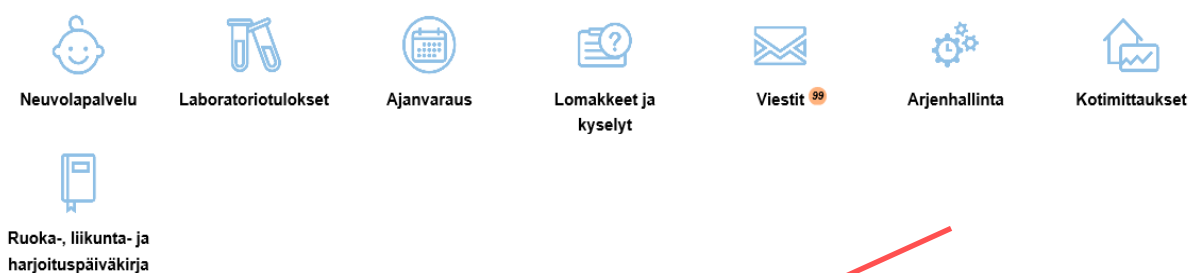 Neuvolapalvelu
Laboratoriotulokset
Ajanvaraus
Lomakkeet ja
kyselyt
?
Viestit 99
Arjenhallinta
Kotimittaukset
Ruoka-, liikunta- ja
harjoituspäiväkirja